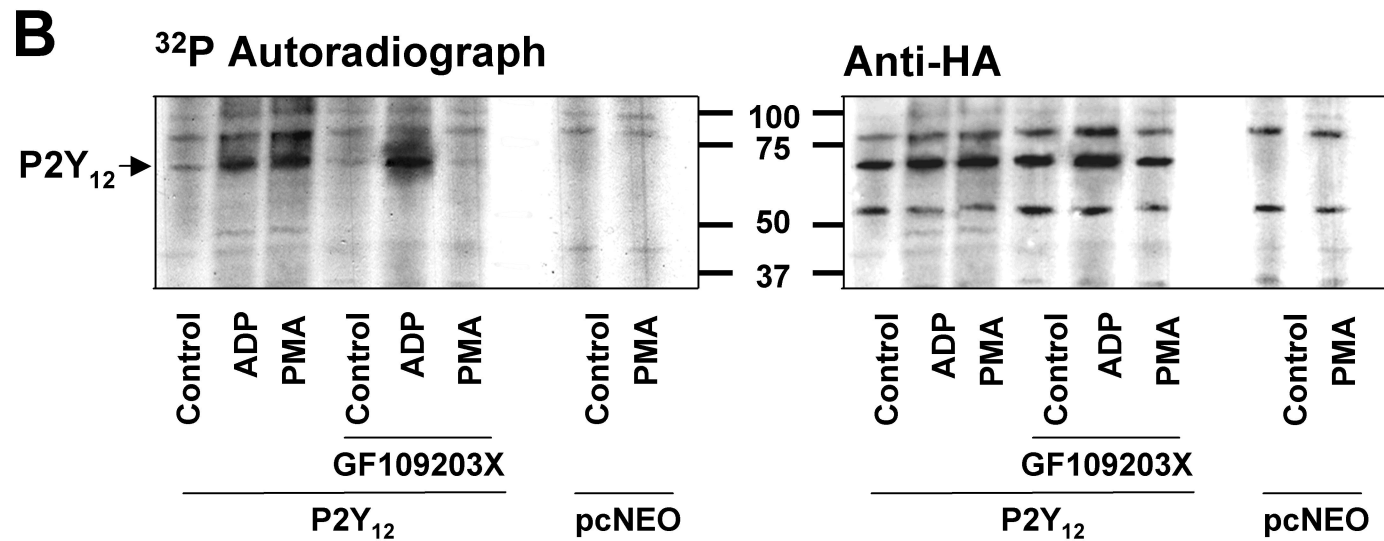 B
32P Autoradiograph
Anti-HA
P2Y12
100
75
50
37
Control ADP PMA Control ADP PMA Control PMA
Control ADP PMA Control ADP PMA Control PMA
GF109203X
GF109203X
P2Y12 pcNEO
P2Y12 pcNEO